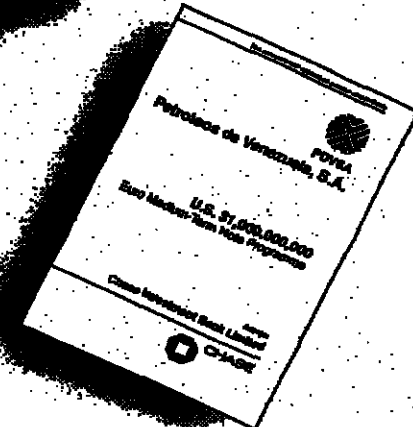 PDVSA
Petroleos de Venezuela, S.A.
U.S. $1,000,000,000
Euro Medium-Term Note Programme
Chase Investment Bank Limited
CHASE